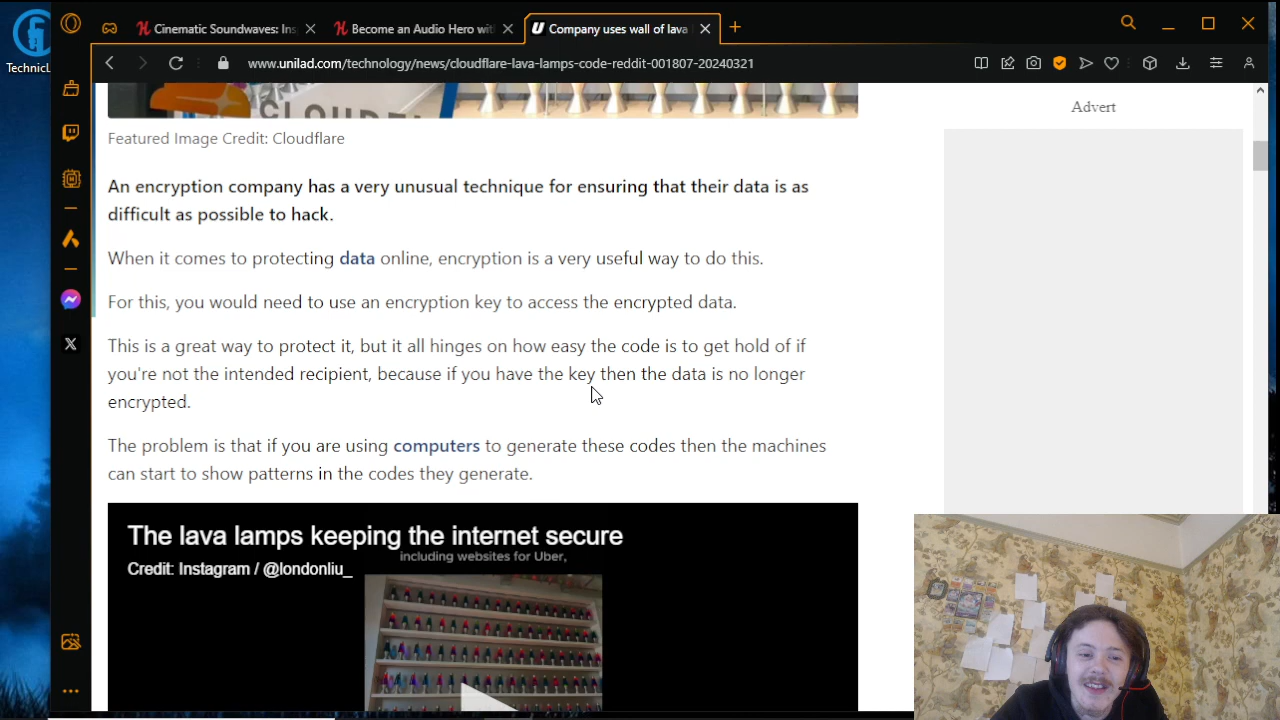 TechnicL
Cinematic Soundwaves: Ins
Become an Audio Hero wit
Company uses wall of lava
www.unilad.com/technology/news/cloudflare-lava-lamps-code-reddit-001807-20240321
Advert
Featured Image Credit: Cloudflare
An encryption company has a very unusual technique for ensuring that their data is as
difficult as possible to hack.
When it comes to protecting data online, encryption is a very useful way to do this.
For this, you would need to use an encryption key to access the encrypted data.
This is a great way to protect it, but it all hinges on how easy the code is to get hold of if
you're not the intended recipient, because if you have the key then the data is no longer
encrypted.
The problem is that if you are using computers to generate these codes then the machines
can start to show patterns in the codes they generate.
The lava lamps keeping the internet secure
including websites for Uber,
Credit: Instagram / @londonliu_